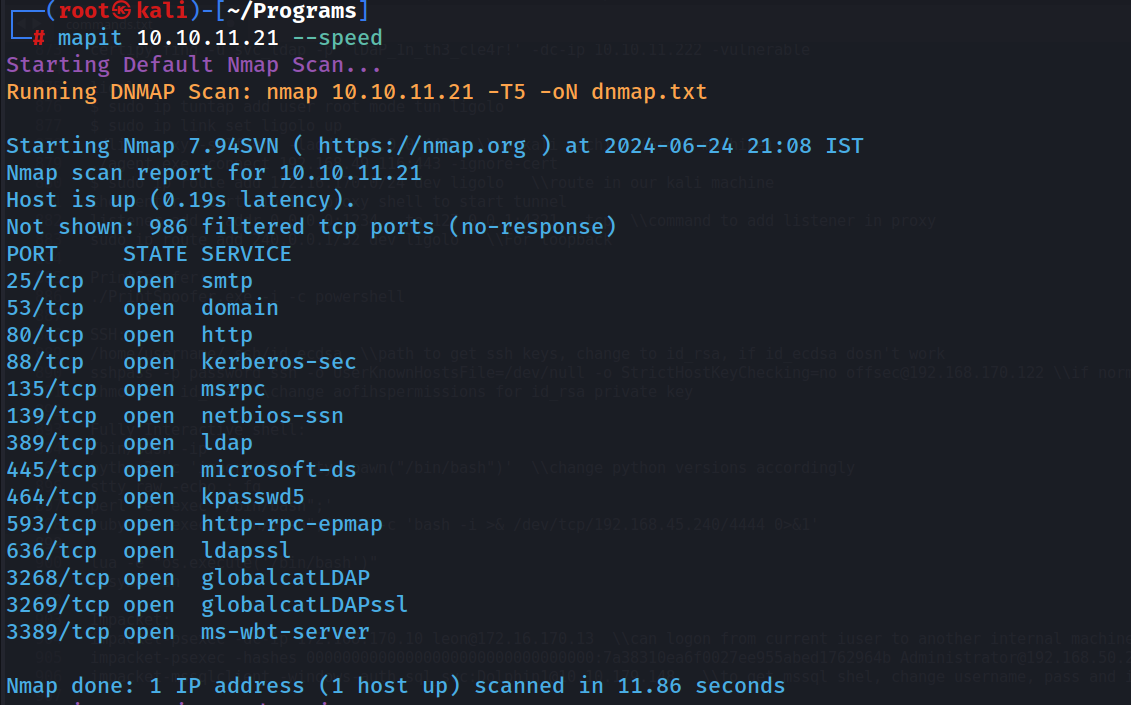 ┌──(root㉿kali)-[~/Programs]
└─# mapit 10.10.11.21 --speed
Starting Default Nmap Scan...
Running DNMAP Scan: nmap 10.10.11.21 -T5 -oN dnmap.txt
Starting Nmap 7.94SVN ( https://nmap.org ) at 2024-06-24 21:08 IST
Nmap scan report for 10.10.11.21
Host is up (0.19s latency).
Not shown: 986 filtered tcp ports (no-response)
PORT     STATE SERVICE
25/tcp   open  smtp
53/tcp   open  domain
80/tcp   open  http
88/tcp   open  kerberos-sec
135/tcp  open  msrpc
139/tcp  open  netbios-ssn
389/tcp  open  ldap
445/tcp  open  microsoft-ds
464/tcp  open  kpasswd5
593/tcp  open  http-rpc-epmap
636/tcp  open  ldapssl
3268/tcp open  globalcatLDAP
3269/tcp open  globalcatLDAPssl
3389/tcp open  ms-wbt-server
Nmap done: 1 IP address (1 host up) scanned in 11.86 seconds